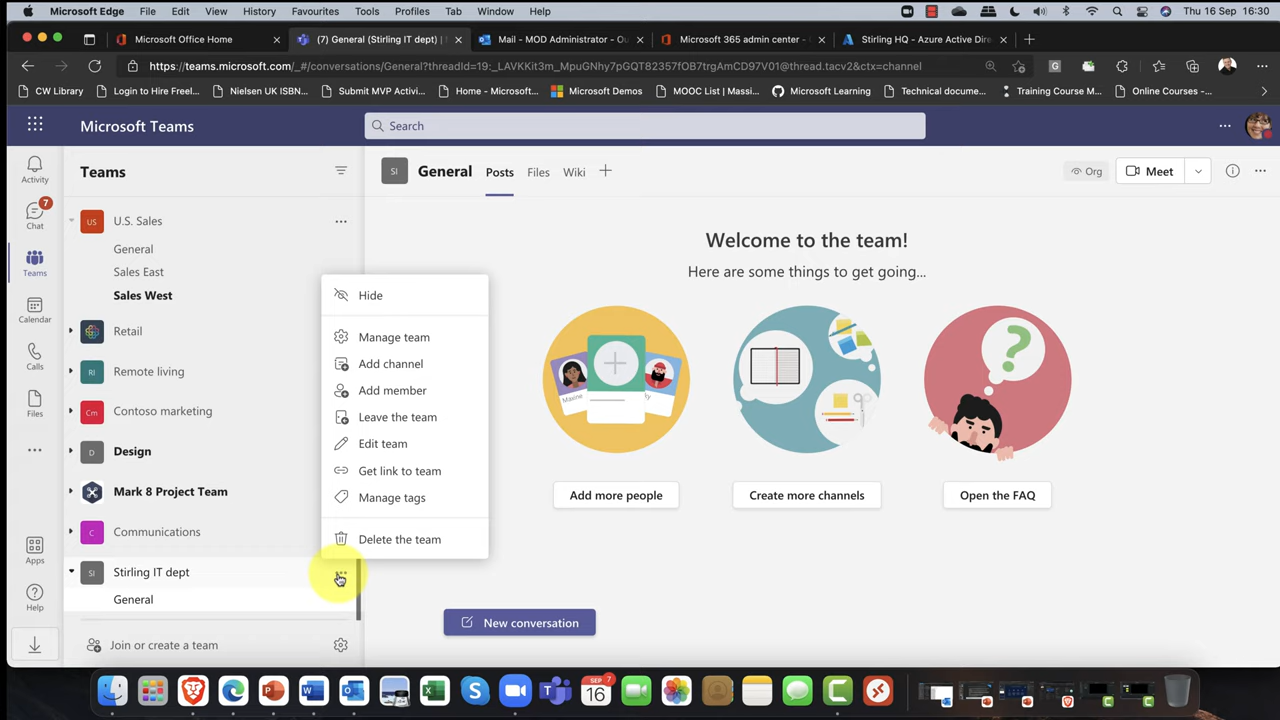 Microsoft Edge File Edit View History Favourites Tools Profiles Tab Window Help Thu 16 Sep 16:30
Microsoft Office Home × (7) General (Stirling IT dept) | × Mail - MOD Administrator - Ou × Microsoft 365 admin center - × Stirling HQ - Azure Active Dire ×
https://teams.microsoft.com/_#/conversations/General?threadId=19:_LAVKKit3m_MpuGNhy7pGQT82357fOB7trgAmCD97V01@thread.tacv2&ctx=channel
CW Library Login to Hire Freel... Nielsen UK ISBN... Submit MVP Activi... Home - Microsoft... Microsoft Demos MOOC List | Massi... Microsoft Learning Technical docume... Training Course M... Online Courses -...
Microsoft Teams
Search
Activity
Chat
7
Teams
Calendar
Calls
Files
Apps
Help
Teams
US U.S. Sales
General
Sales East
Sales West
Retail
RI Remote living
Cm Contoso marketing
D Design
Mark 8 Project Team
C Communications
SI Stirling IT dept
General
Join or create a team
Hide
Manage team
Add channel
Add member
Leave the team
Edit team
Get link to team
Manage tags
Delete the team
SI General Posts Files Wiki
Org Meet
Welcome to the team!
Here are some things to get going...
Maxine
Add more people
Create more channels
Open the FAQ
New conversation
SEP
16
7